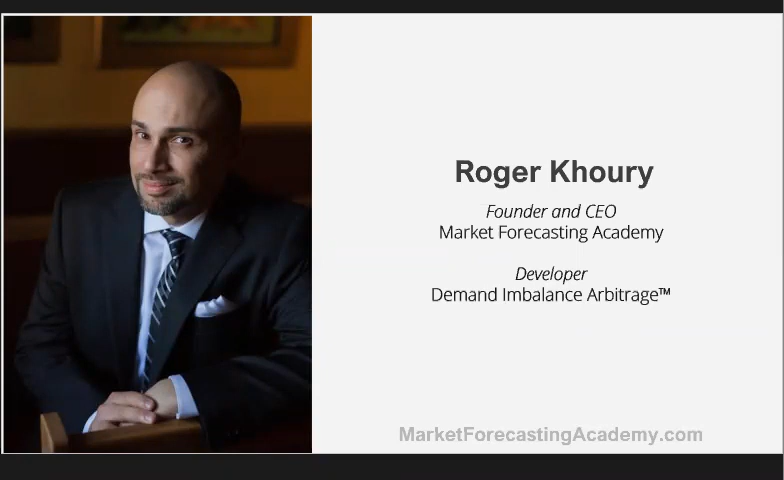 Roger Khoury
Founder and CEO
Market Forecasting Academy
Developer
Demand Imbalance Arbitrage™
MarketForecastingAcademy.com